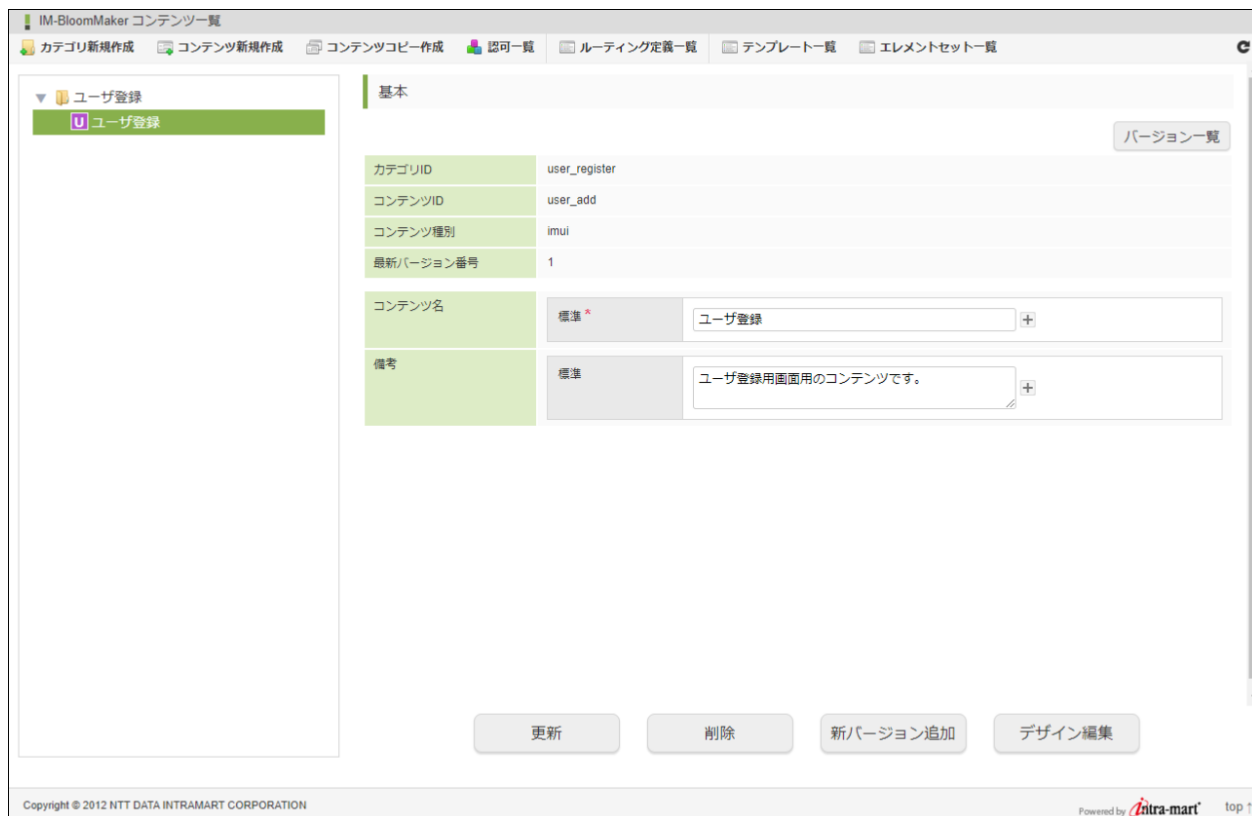 IM-BloomMaker コンテンツ一覧
カテゴリ新規作成 コンテンツ新規作成 コンテンツコピー作成 認可一覧 ルーティング定義一覧 テンプレート一覧 エレメントセット一覧
ユーザ登録
U ユーザ登録
基本
バージョン一覧
カテゴリID user_register
コンテンツID user_add
コンテンツ種別 imui
最新バージョン番号 1
コンテンツ名 標準 * ユーザ登録
備考 標準 ユーザ登録用画面用のコンテンツです。
更新 削除 新バージョン追加 デザイン編集
Copyright © 2012 NTT DATA INTRAMART CORPORATION Powered by intra-mart top ↑